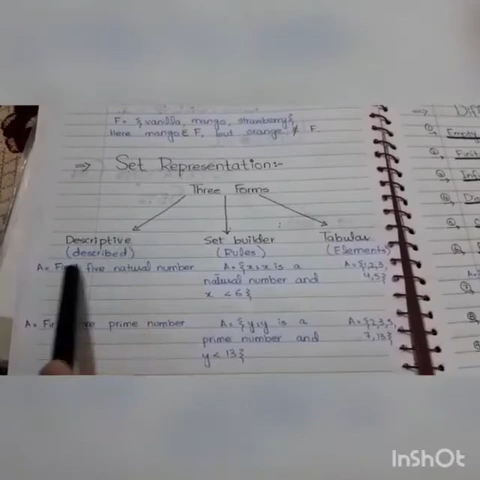 F= {vanilla, mango, strawberry}
Here mango ∈ F, but orange ∉ F.
⇒ Set Representation:-
Three Forms
Descriptive
(described)
A= First five natural number
A= prime number
Set builder
(Rules)
A= {x:x is a
natural number and
x < 6}
A= {y:y is a
prime number and
y < 13}
Tabular
(Elements)
A= {1,2,3,
4,5}
A= {2,3,5,
7,13}
Empty
InShOt